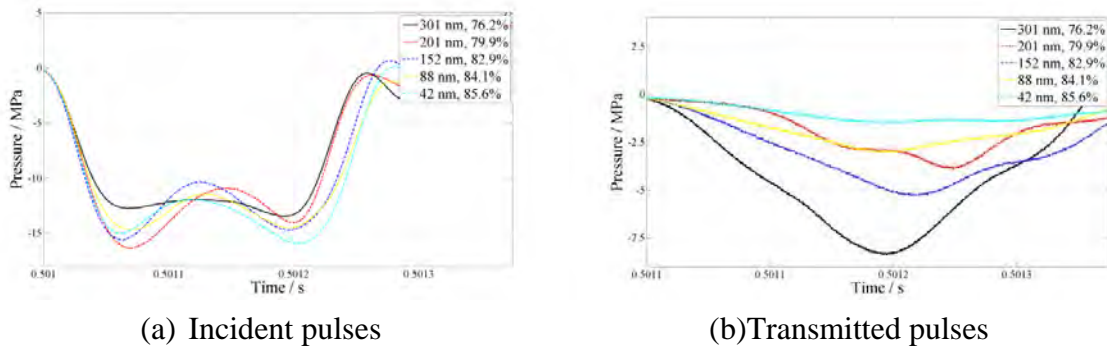 5
0
-5
-10
-15
Pressure / MPa
0.501
0.5011
0.5012
0.5013
Time / s
301 nm, 76.2%
201 nm, 79.9%
152 nm, 82.9%
88 nm, 84.1%
42 nm, 85.6%
(a) Incident pulses
2.5
0
-2.5
-5
-7.5
Pressure / MPa
0.5011
0.5011
0.5012
0.5013
Time / s
301 nm, 76.2%
201 nm, 79.9%
152 nm, 82.9%
88 nm, 84.1%
42 nm, 85.6%
(b)Transmitted pulses